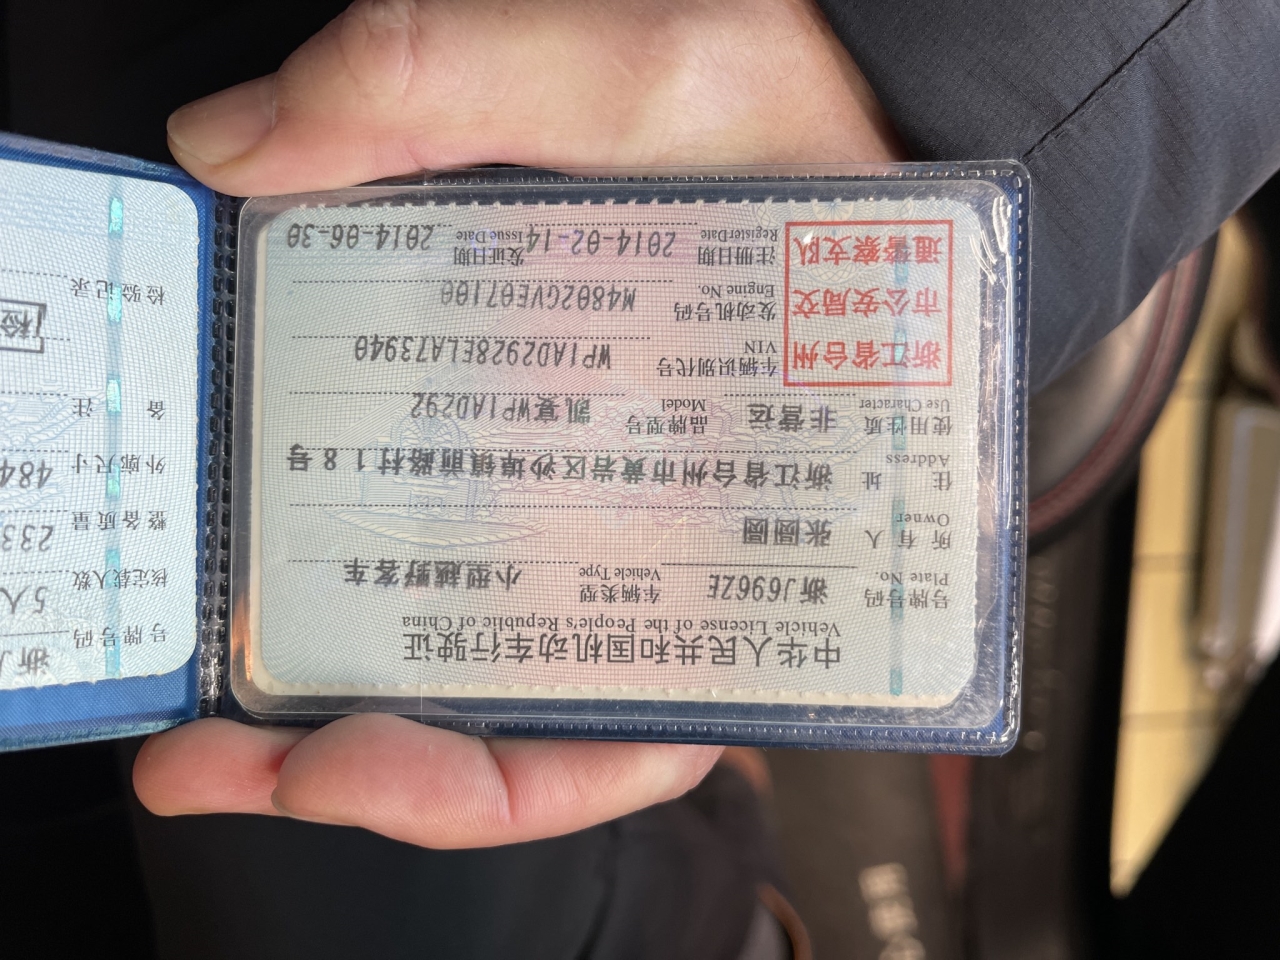 中华人民共和国机动车行驶证
Vehicle License of the People's Republic of China
号牌号码 Plate No. 浙J696ZE 车辆类型 Vehicle Type 小型越野客车
所有人 Owner 张圆圆
住址 Address 浙江省台州市黄岩区沙埠镇前路村18号
使用性质 Use Character 非营运 品牌型号 Model 凯宴WP1AD292
浙江省台州
市公安局交
通警察支队
车辆识别代号 VIN WP1AD2928ELA73940
发动机号码 Engine No. M4802GVE07100
注册日期 Register Date 2014-02-14 发证日期 Issue Date 2014-06-30
号牌号码 浙J
核定载人数 5人
整备质量 233
外廓尺寸 484
备注
检验记录
检